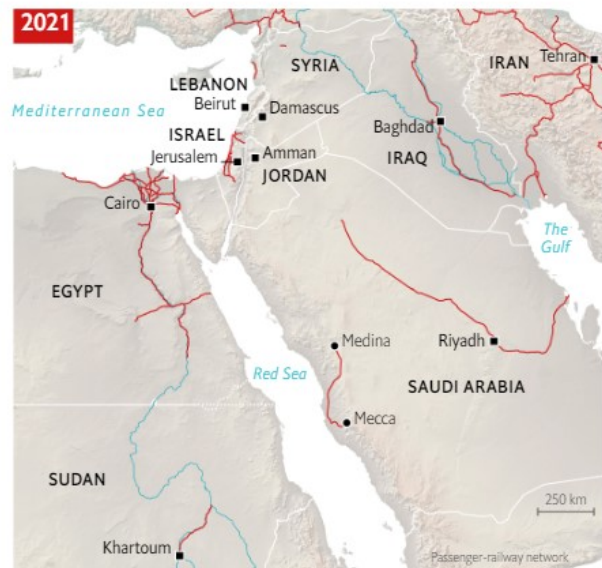 2021
Tehran
IRAN
SYRIA
LEBANON
Beirut
Mediterranean Sea
Damascus
Baghdad
ISRAEL
Amman
Jerusalem
IRAQ
JORDAN
Cairo
The
Gulf
EGYPT
Medina
Riyadh
Red Sea
SAUDI ARABIA
Mecca
SUDAN
250 km
Khartoum
Passenger-railway network